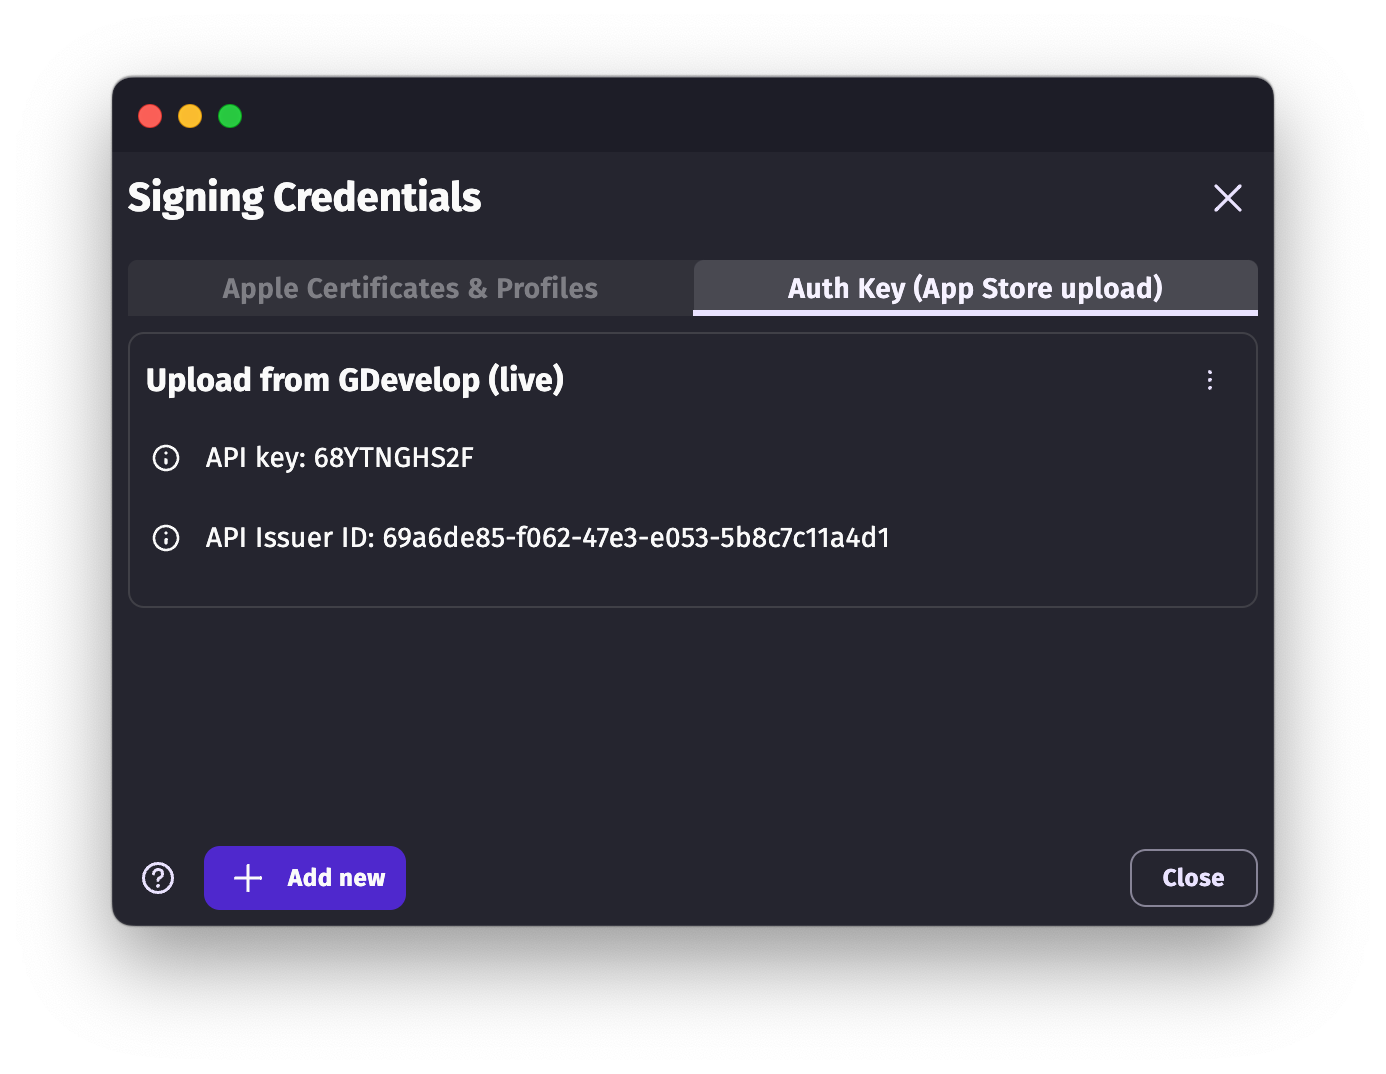 Signing Credentials
Apple Certificates & Profiles
Auth Key (App Store upload)
Upload from GDevelop (live)
API key: 68YTNGHS2F
API Issuer ID: 69a6de85-f062-47e3-e053-5b8c7c11a4d1
Add new
Close